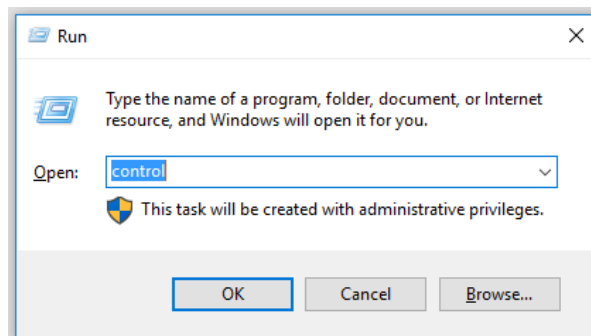 Run
Type the name of a program, folder, document, or Internet
resource, and Windows will open it for you.
Open: control
This task will be created with administrative privileges.
OK Cancel Browse...